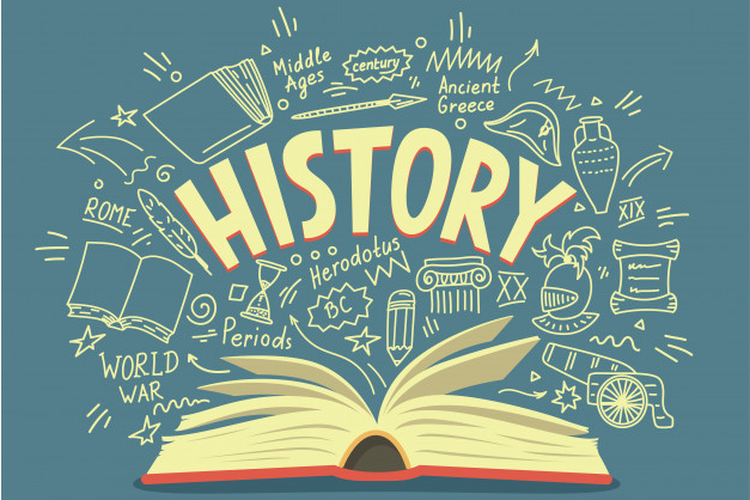 Middle
Ages
century
Ancient
Greece
HISTORY
ROME
XIX
Herodotus
BC
XX
Periods
WORLD
WAR